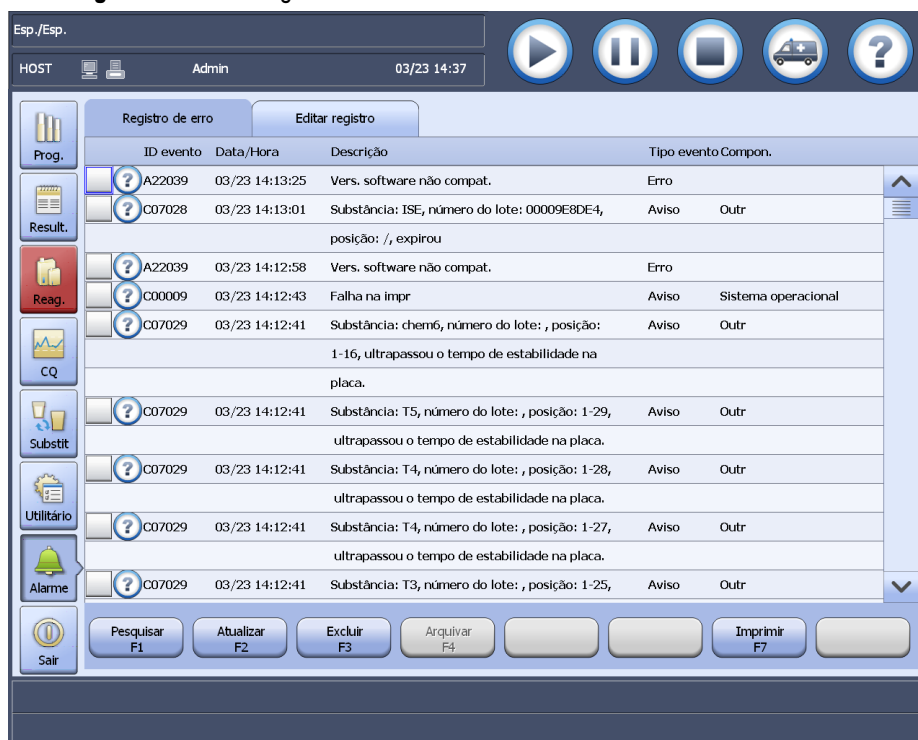 Esp./Esp.
HOST Admin 03/23 14:37
Registro de erro Editar registro
ID evento Data/Hora Descrição Tipo evento Compon.
A22039 03/23 14:13:25 Vers. software não compat. Erro
C07028 03/23 14:13:01 Substância: ISE, número do lote: 00009E8DE4, Aviso Outr
posição: /, expirou
A22039 03/23 14:12:58 Vers. software não compat. Erro
C00009 03/23 14:12:43 Falha na impr Aviso Sistema operacional
C07029 03/23 14:12:41 Substância: chem6, número do lote: , posição: Aviso Outr
1-16, ultrapassou o tempo de estabilidade na
placa.
C07029 03/23 14:12:41 Substância: T5, número do lote: , posição: 1-29, Aviso Outr
ultrapassou o tempo de estabilidade na placa.
C07029 03/23 14:12:41 Substância: T4, número do lote: , posição: 1-28, Aviso Outr
ultrapassou o tempo de estabilidade na placa.
C07029 03/23 14:12:41 Substância: T4, número do lote: , posição: 1-27, Aviso Outr
ultrapassou o tempo de estabilidade na placa.
C07029 03/23 14:12:41 Substância: T3, número do lote: , posição: 1-25, Aviso Outr
Prog.
Result.
Reag.
CQ
Substit
Utilitário
Alarme
Sair
Pesquisar F1
Atualizar F2
Excluir F3
Arquivar F4
Imprimir F7